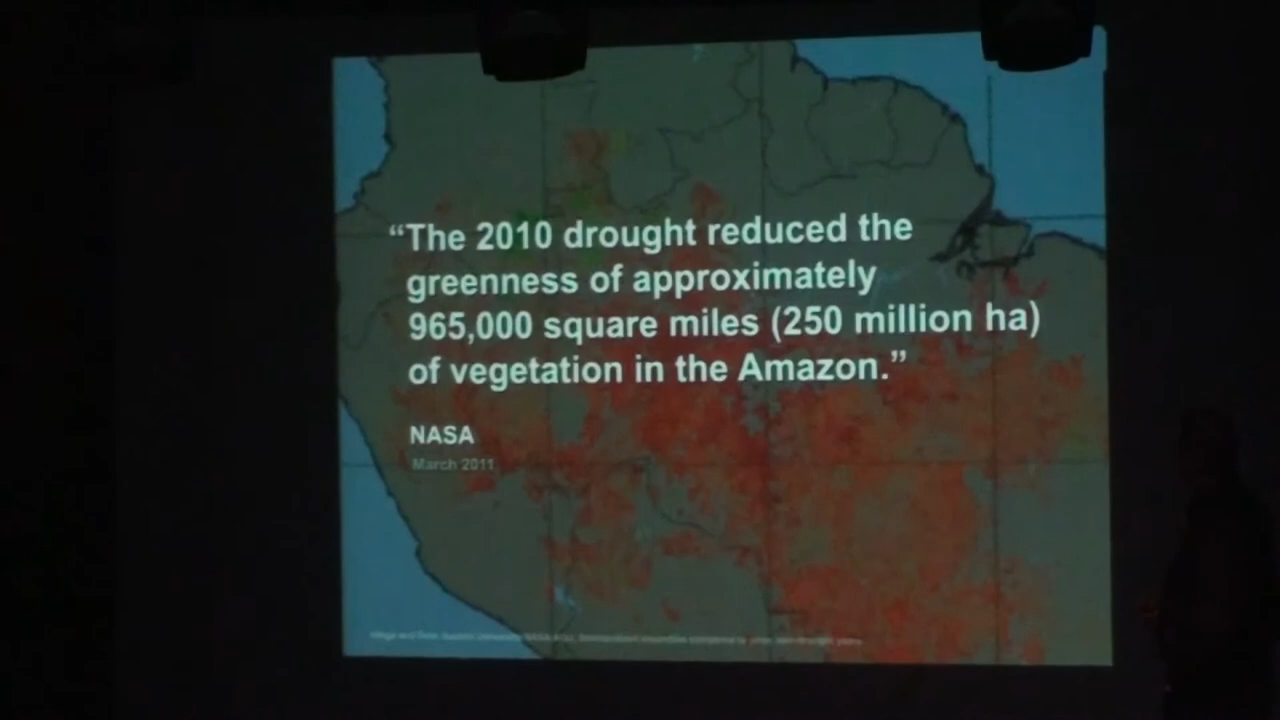 “The 2010 drought reduced the
greenness of approximately
965,000 square miles (250 million ha)
of vegetation in the Amazon.”
NASA
March 2011